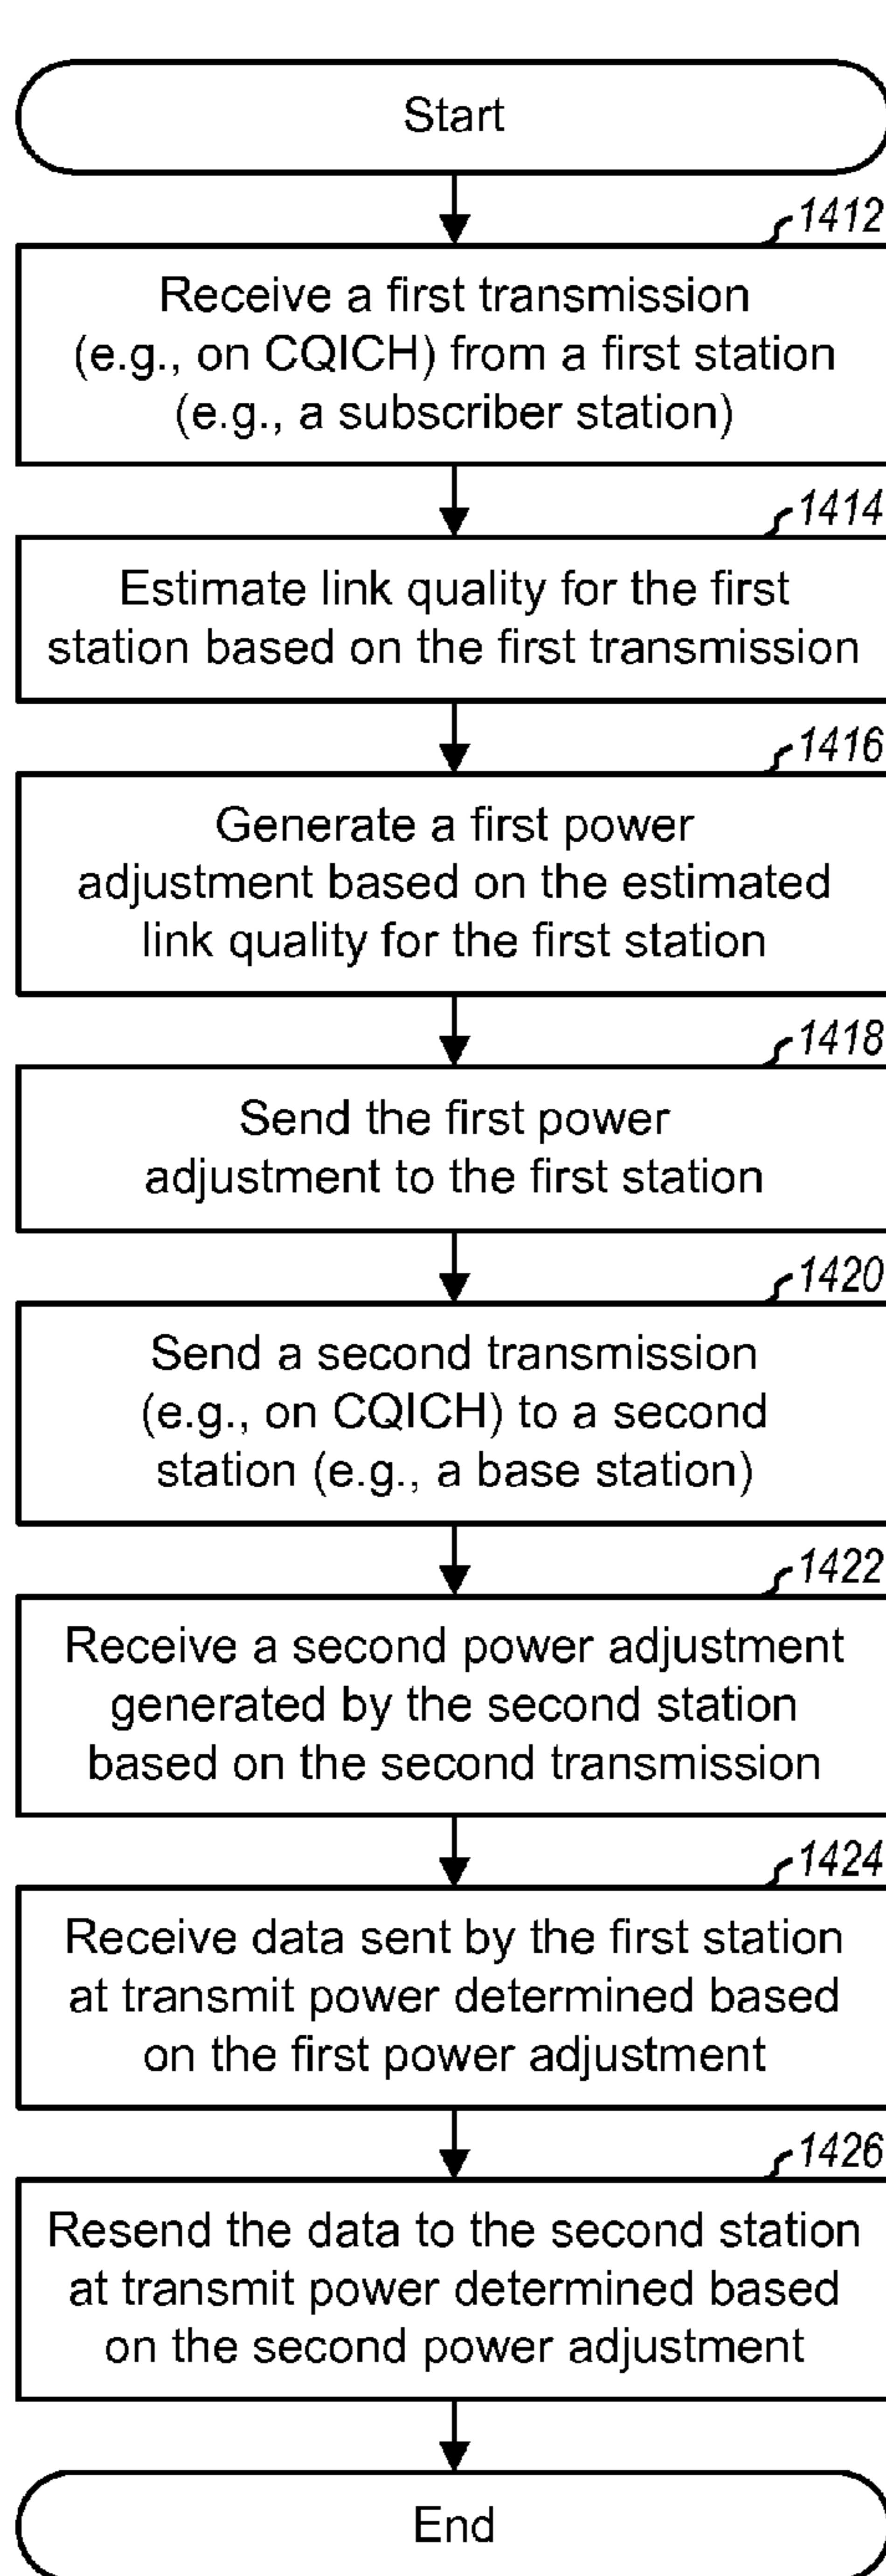 Start
1412
Receive a first transmission
(e.g., on CQICH) from a first station
(e.g., a subscriber station)
1414
Estimate link quality for the first
station based on the first transmission
1416
Generate a first power
adjustment based on the estimated
link quality for the first station
1418
Send the first power
adjustment to the first station
1420
Send a second transmission
(e.g., on CQICH) to a second
station (e.g., a base station)
1422
Receive a second power adjustment
generated by the second station
based on the second transmission
1424
Receive data sent by the first station
at transmit power determined based
on the first power adjustment
1426
Resend the data to the second station
at transmit power determined based
on the second power adjustment
End